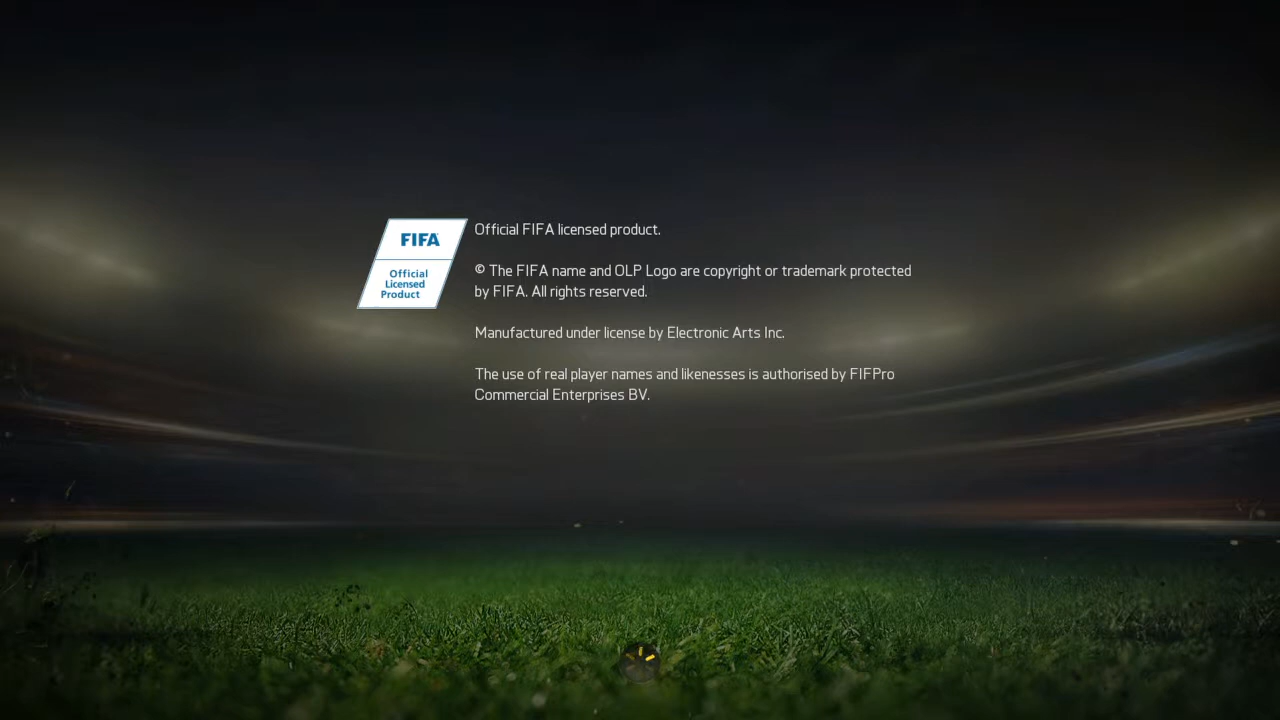 FIFA
Official
Licensed
Product
Official FIFA licensed product.
© The FIFA name and OLP Logo are copyright or trademark protected
by FIFA. All rights reserved.
Manufactured under license by Electronic Arts Inc.
The use of real player names and likenesses is authorised by FIFPro
Commercial Enterprises BV.